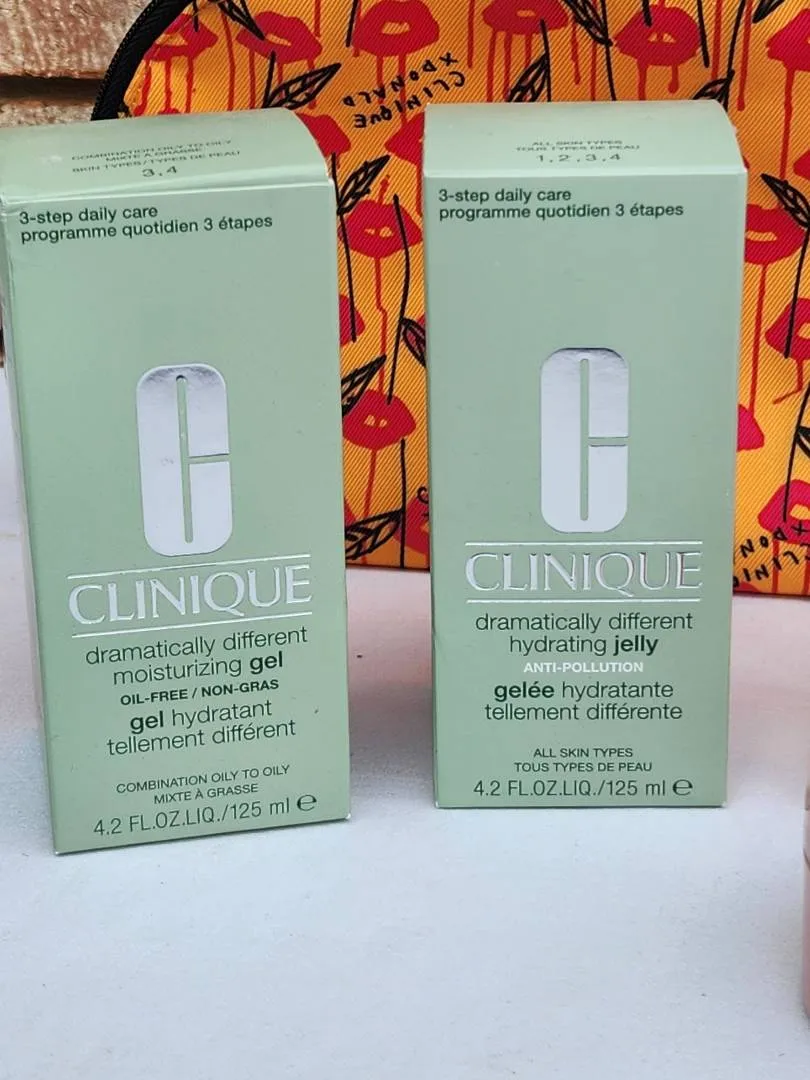 CLINIQUE
XDONALD
COMBINATION OILY TO OILY
MIXTE À GRASSE
SKIN TYPES/TYPES DE PEAU
3,4
3-step daily care
programme quotidien 3 étapes
CLINIQUE
dramatically different
moisturizing gel
OIL-FREE / NON-GRAS
gel hydratant
tellement différent
COMBINATION OILY TO OILY
MIXTE À GRASSE
4.2 FL.OZ.LIQ./125 ml e
ALL SKIN TYPES
TOUS TYPES DE PEAU
1,2,3,4
3-step daily care
programme quotidien 3 étapes
CLINIQUE
dramatically different
hydrating jelly
ANTI-POLLUTION
gelée hydratante
tellement différente
ALL SKIN TYPES
TOUS TYPES DE PEAU
4.2 FL.OZ.LIQ./125 ml e